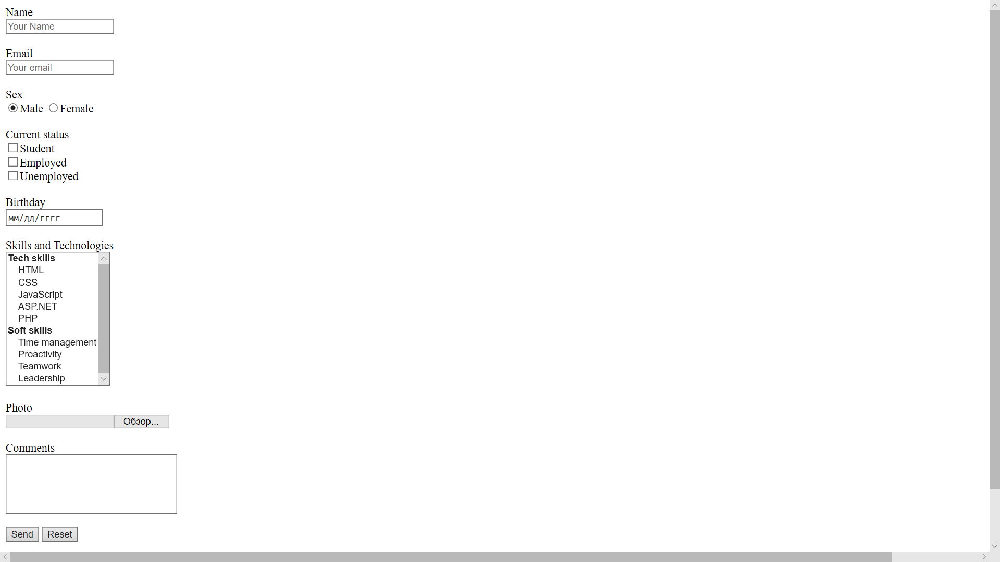 Name
Your Name
Email
Your email
Sex
Male Female
Current status
Student
Employed
Unemployed
Birthday
мм/дд/гггг
Skills and Technologies
Tech skills
HTML
CSS
JavaScript
ASP.NET
PHP
Soft skills
Time management
Proactivity
Teamwork
Leadership
Photo
Обзор...
Comments
Send Reset